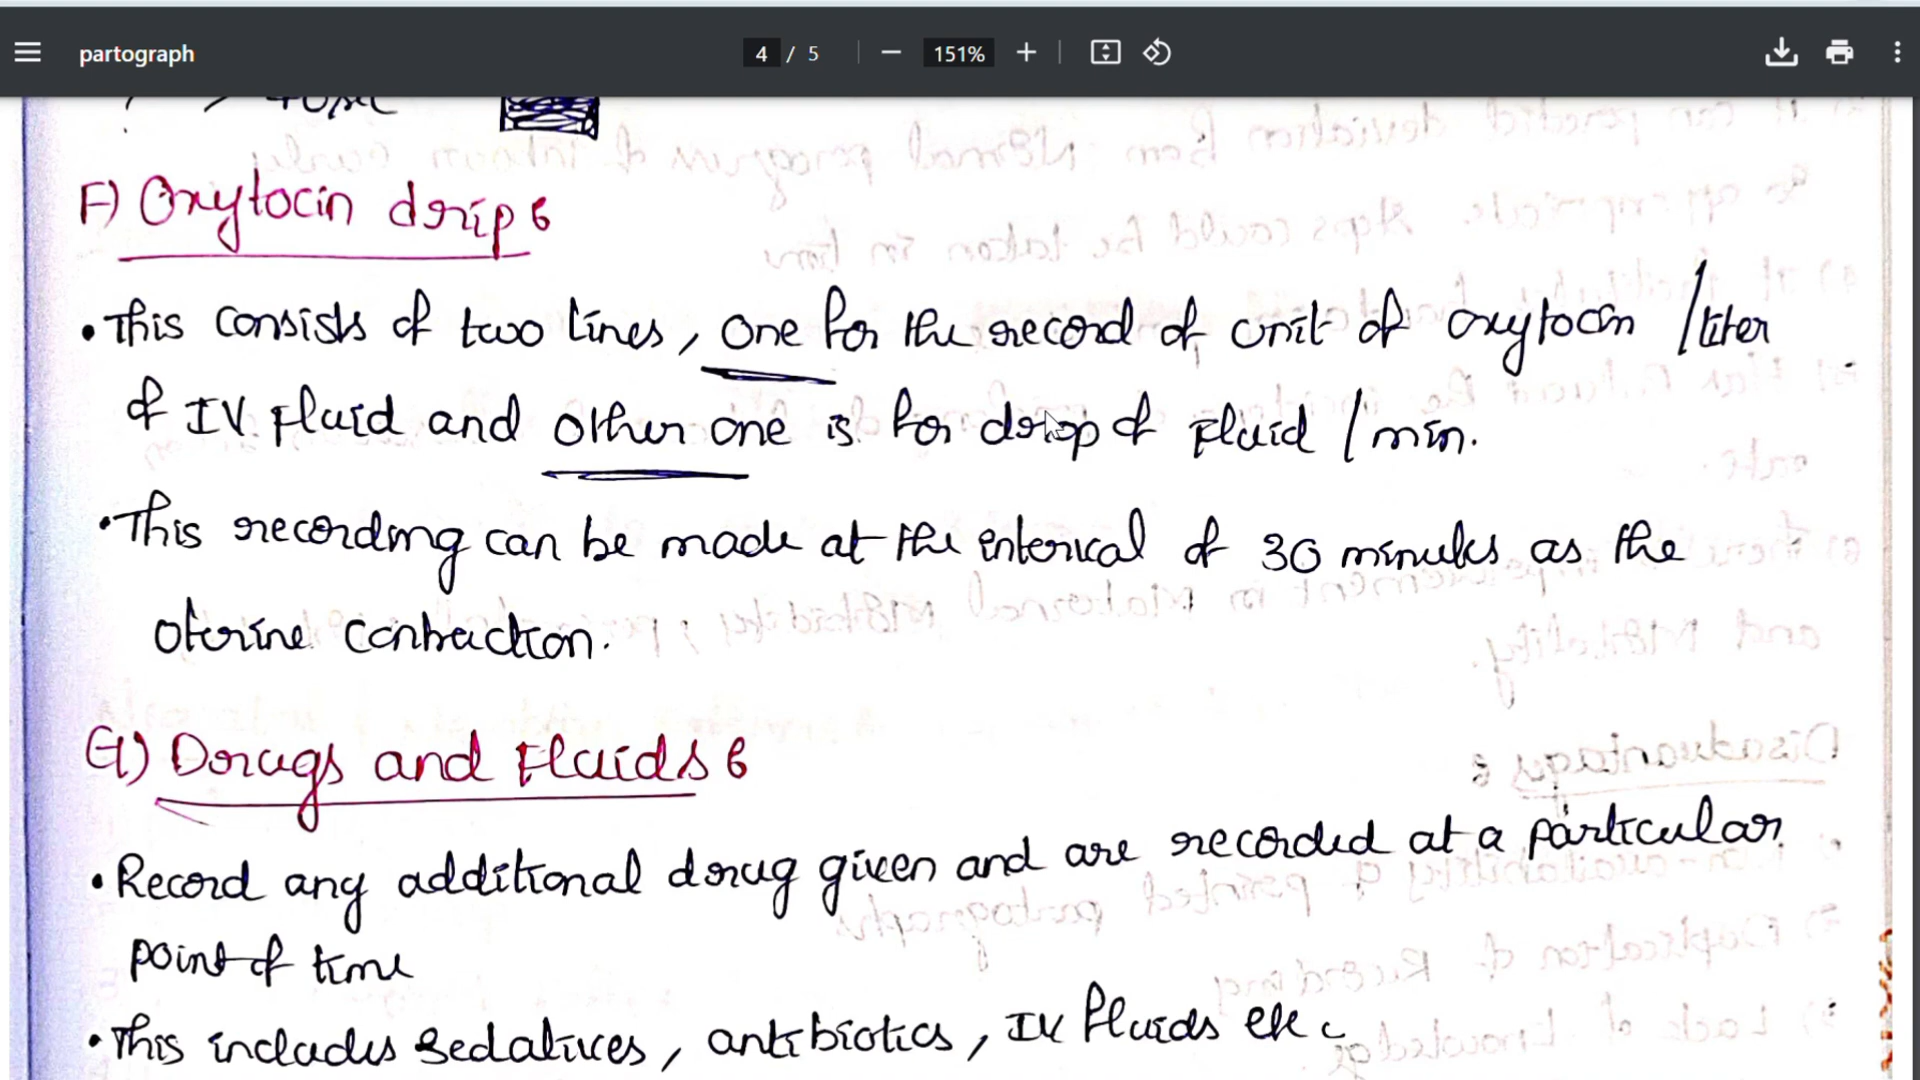 partograph
4 / 5
151%
F) Oxytocin drip :
• This consists of two lines, one for the record of unit of oxytocin /liter
of IV. Fluid and other one is for drop of Fluid / min.
• This recording can be made at the interval of 30 minutes as the
uterine contraction.
G) Drugs and Fluids :
• Record any additional drug given and are recorded at a particular
point of time
• This includes sedatives, antibiotics, IV fluids etc